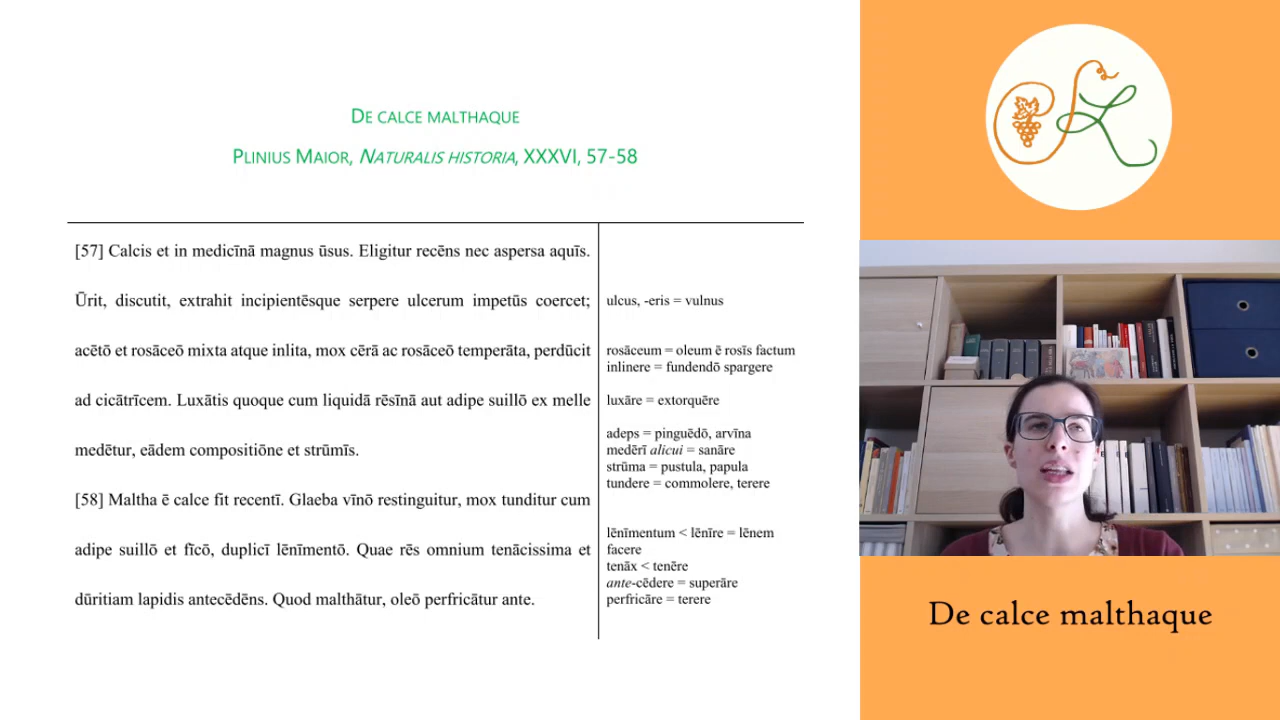 DE CALCE MALTHAQUE
PLINIUS MAIOR, NATURALIS HISTORIA, XXXVI, 57-58
[57] Calcis et in medicīnā magnus ūsus. Eligitur recēns nec aspersa aquīs.
Ūrit, discutit, extrahit incipientēsque serpere ulcerum impetūs coercet;
acētō et rosāceō mixta atque inlita, mox cērā ac rosāceō temperāta, perdūcit
ad cicātrīcem. Luxātis quoque cum liquidā rēsīnā aut adipe suillō ex melle
medētur, eādem compositiōne et strūmīs.
[58] Maltha ē calce fit recentī. Glaeba vīnō restinguitur, mox tunditur cum
adipe suillō et fīcō, duplicī lēnīmentō. Quae rēs omnium tenācissima et
dūritiam lapidis antecēdēns. Quod malthātur, oleō perfricātur ante.
ulcus, -eris = vulnus
rosāceum = oleum ē rosīs factum
inlinere = fundendō spargere
luxāre = extorquēre
adeps = pinguēdō, arvīna
medērī alicui = sanāre
strūma = pustula, papula
tundere = commolere, terere
lēnīmentum < lēnīre = lēnem
facere
tenāx < tenēre
ante-cēdere = superāre
perfricāre = terere
De calce malthaque